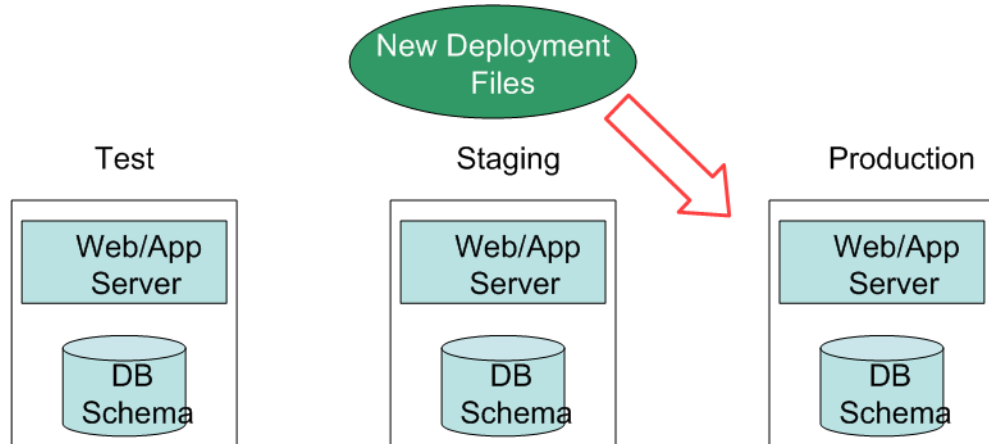 New Deployment
Files
Test
Staging
Production
Web/App
Server
Web/App
Server
Web/App
Server
DB
Schema
DB
Schema
DB
Schema